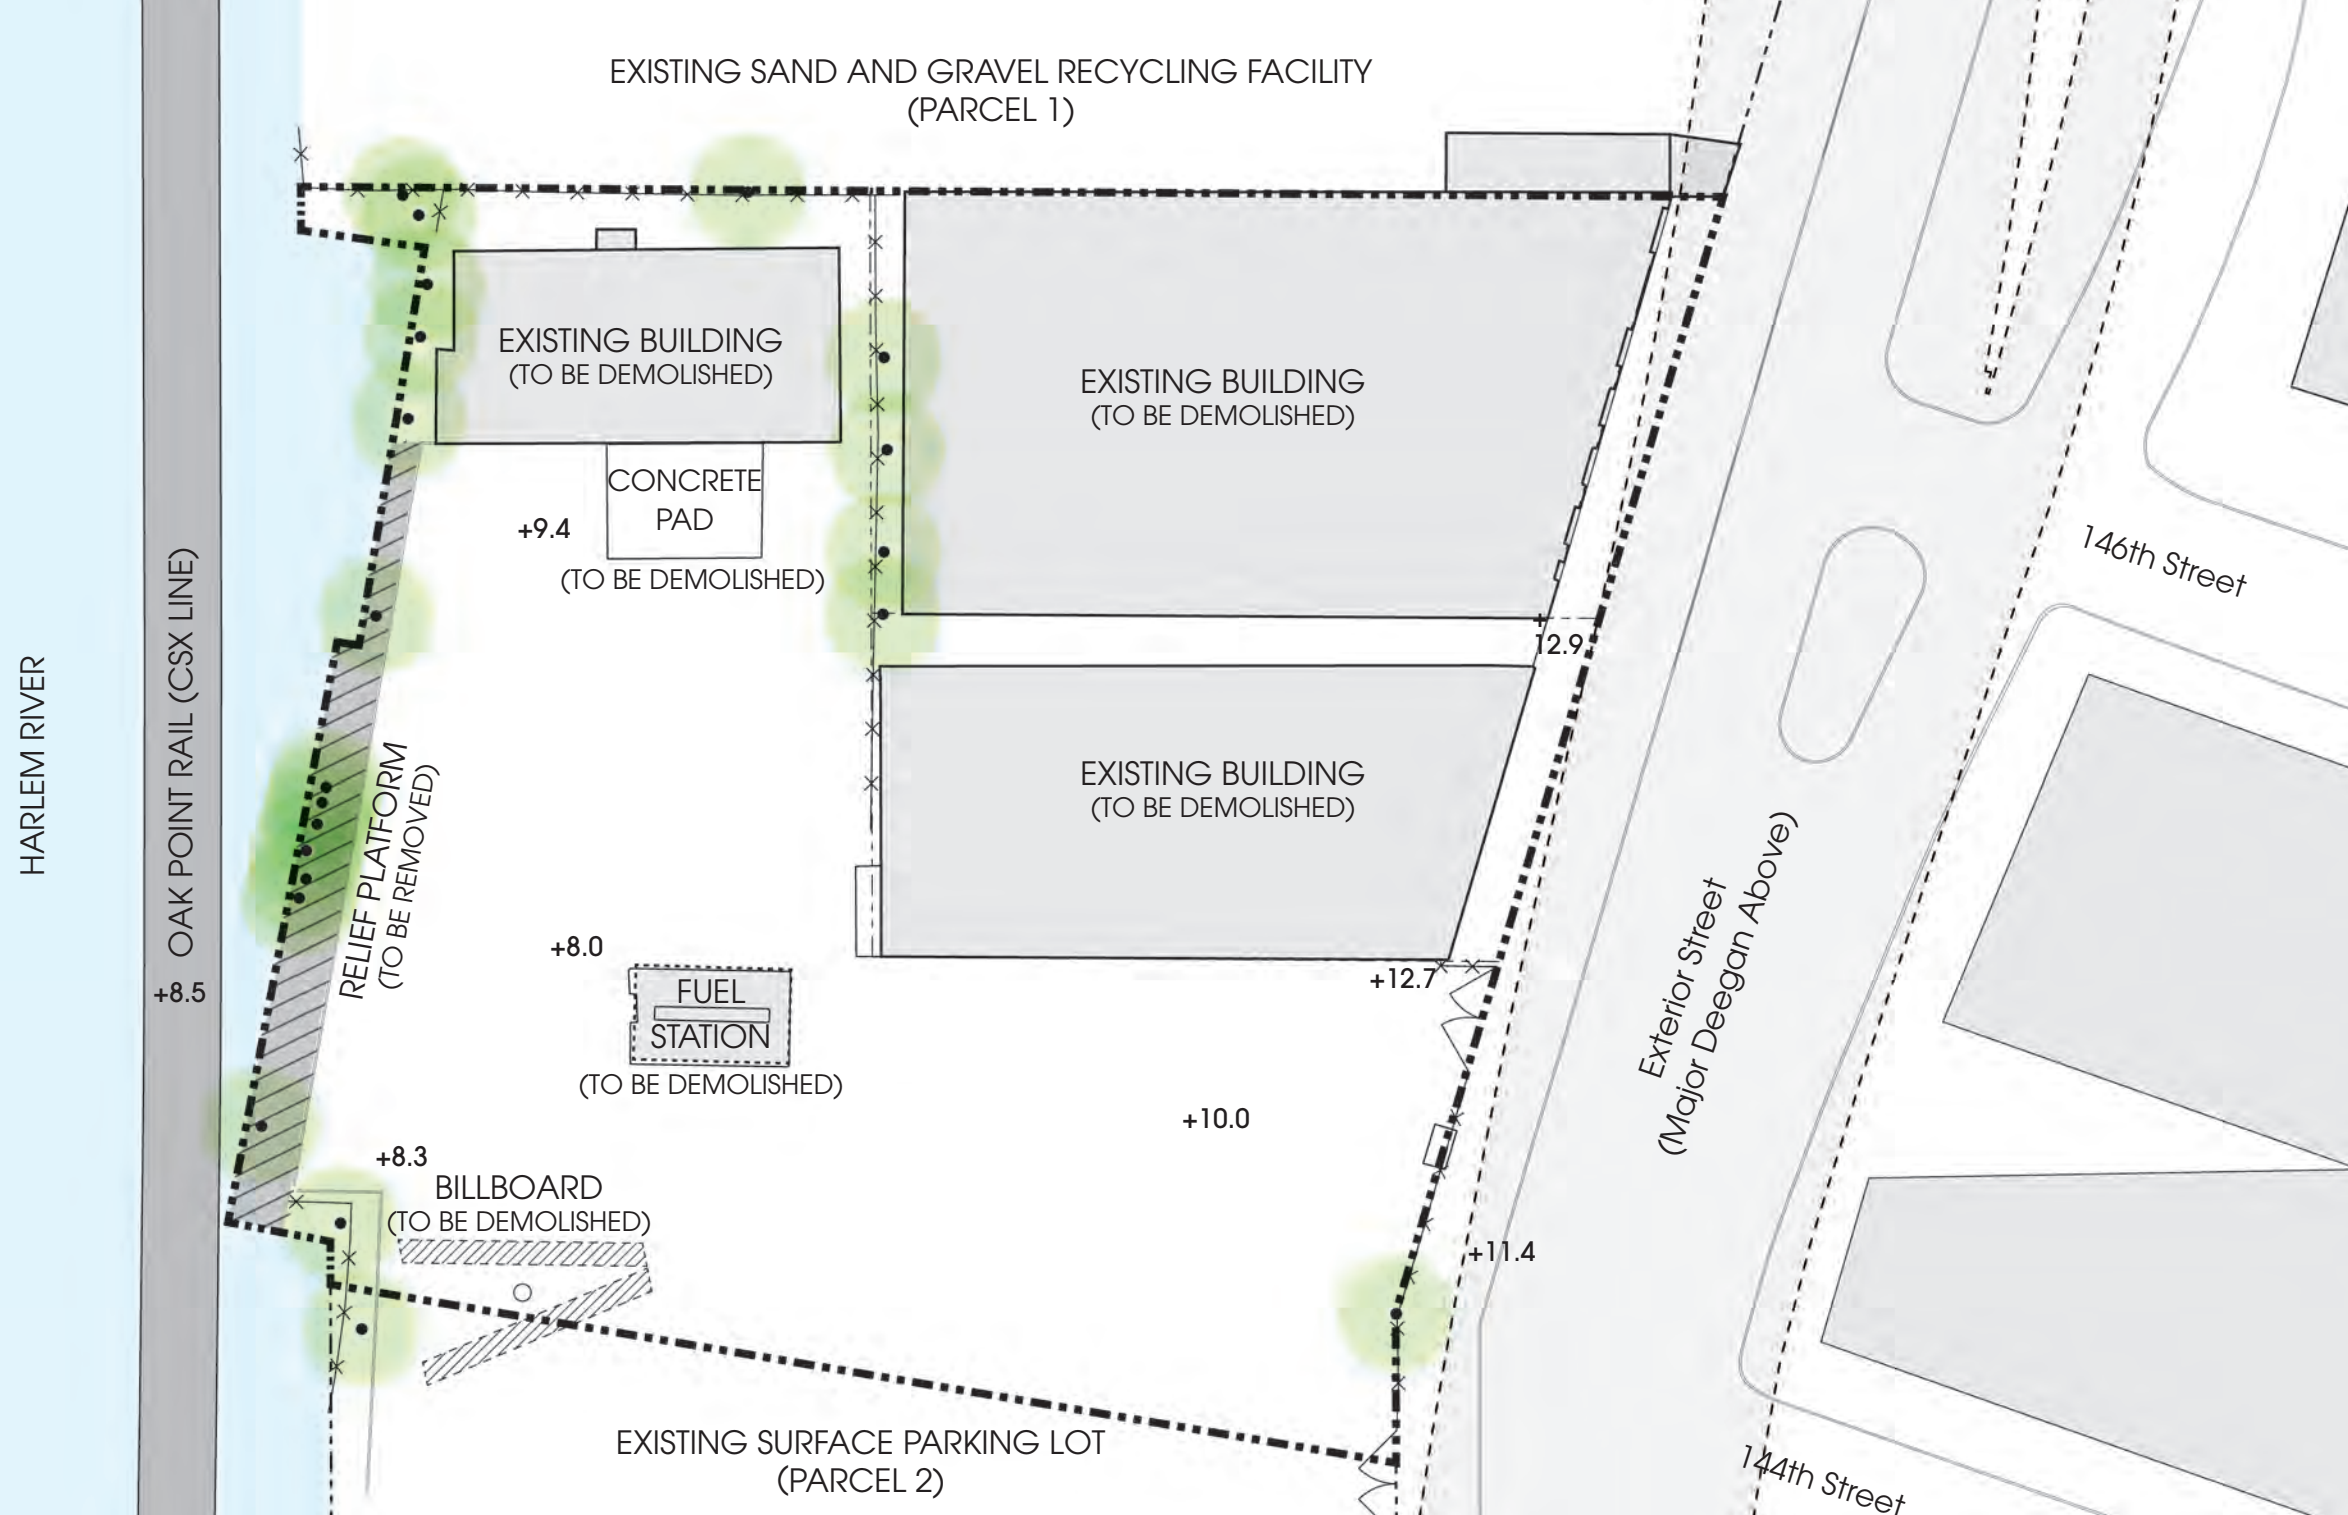 EXISTING SAND AND GRAVEL RECYCLING FACILITY
(PARCEL 1)
EXISTING BUILDING
(TO BE DEMOLISHED)
EXISTING BUILDING
(TO BE DEMOLISHED)
CONCRETE
PAD
(TO BE DEMOLISHED)
+9.4
146th Street
+
12.9
HARLEM RIVER
OAK POINT RAIL (CSX LINE)
+8.5
RELIEF PLATFORM
(TO BE REMOVED)
EXISTING BUILDING
(TO BE DEMOLISHED)
+8.0
FUEL
STATION
(TO BE DEMOLISHED)
+12.7
Exterior Street
(Major Deegan Above)
+10.0
+8.3
BILLBOARD
(TO BE DEMOLISHED)
+11.4
EXISTING SURFACE PARKING LOT
(PARCEL 2)
144th Street